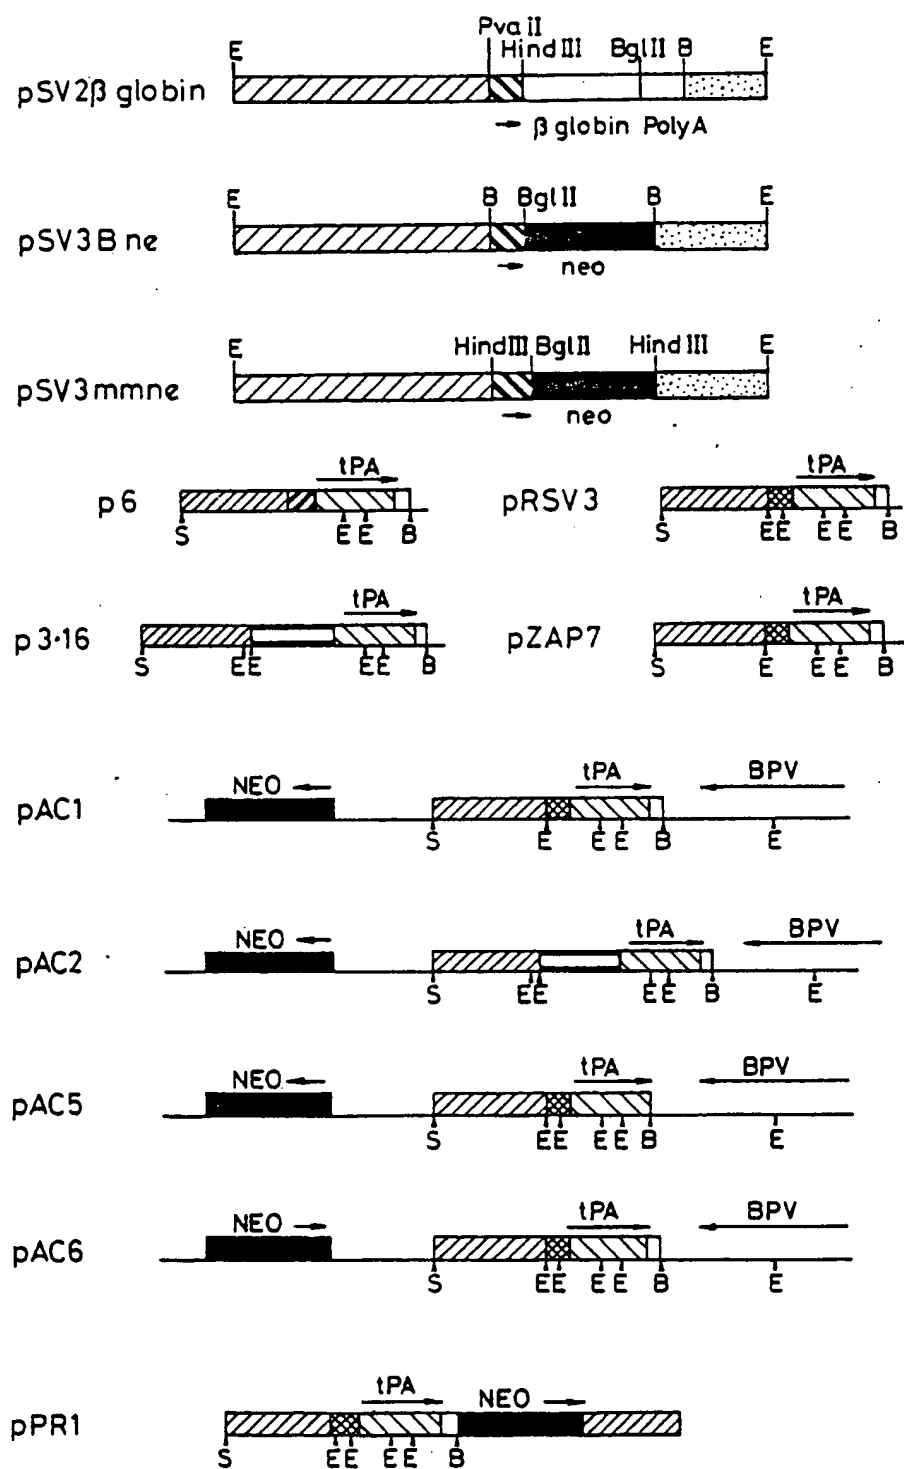 Pva II
E Hind III Bgl II B E
pSV2β globin
→ β globin PolyA
E B Bgl II B E
pSV3Bne
→
neo
E Hind III Bgl II Hind III E
pSV3mmne
→ neo
tPA tPA
p6 pRSV3
S E E B S E E E E B
tPA tPA
p3·16 pZAP7
S E E E E B S E E E B
NEO ← tPA BPV
pAC1
S E E E B E
NEO ← tPA BPV
pAC2
S E E E E B E
NEO ← tPA BPV
pAC5
S E E E E B E
NEO → tPA BPV
pAC6
S E E E E B E
tPA NEO →
pPR1
S E E E E B